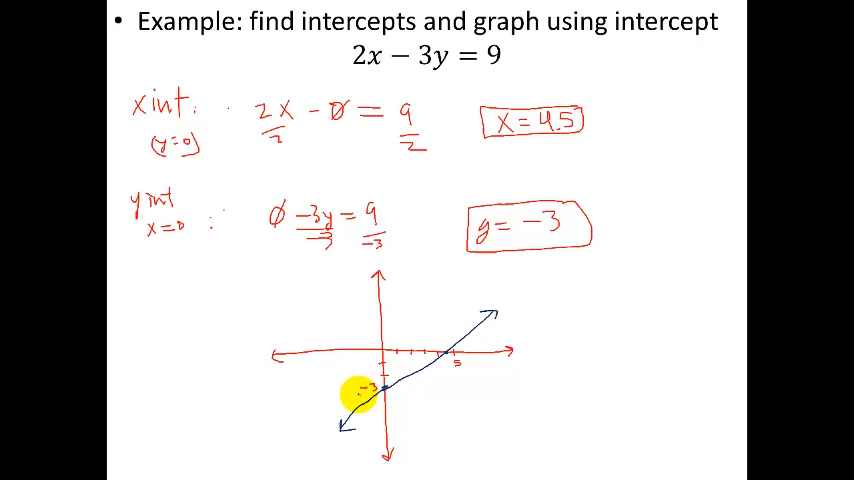 • Example: find intercepts and graph using intercept
2x − 3y = 9
x int: 2x/2 - 0 = 9/2 x = 4.5
(y=0)
y int
x=0 : 0 -3y/-3 = 9/-3 y = -3
5
-3